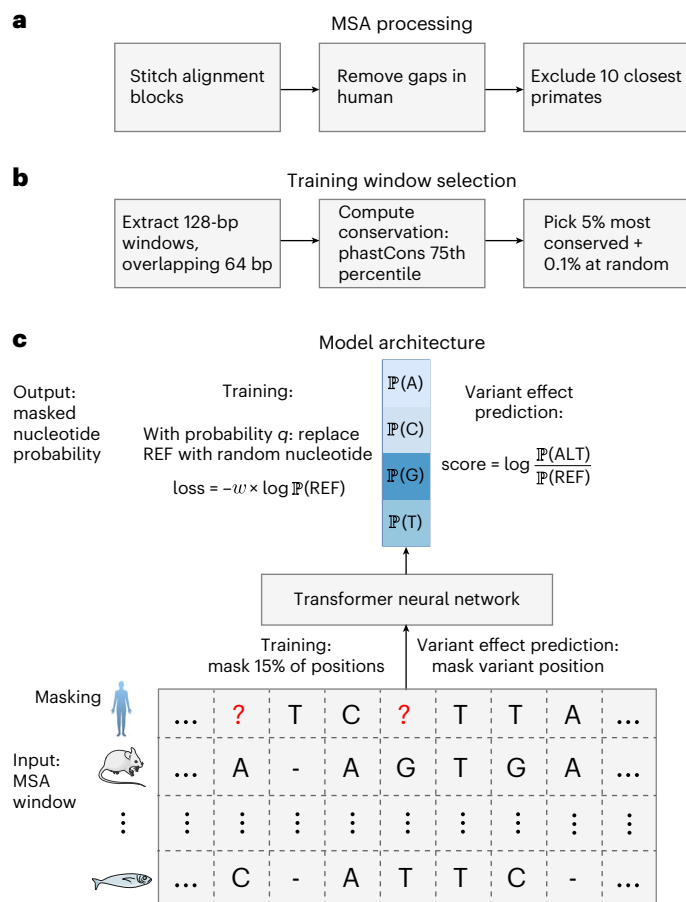 a
MSA processing
Stitch alignment
blocks
Remove gaps in
human
Exclude 10 closest
primates
b
Training window selection
Extract 128-bp
windows,
overlapping 64 bp
Compute
conservation:
phastCons 75th
percentile
Pick 5% most
conserved +
0.1% at random
c
Model architecture
Output:
masked
nucleotide
probability
Training:
With probability q: replace
REF with random nucleotide
loss = –w × log ℙ(REF)
ℙ(A)
ℙ(C)
ℙ(G)
ℙ(T)
Variant effect
prediction:
score = log ℙ(ALT)
ℙ(REF)
Transformer neural network
Training:
mask 15% of positions
Variant effect prediction:
mask variant position
Masking
... ? T C ? T T A ...
Input:
MSA
window
... A - A G T G A ...
⋮ ⋮ ⋮ ⋮ ⋮ ⋮ ⋮ ⋮ ⋮ ⋮
... C - A T T C - ...